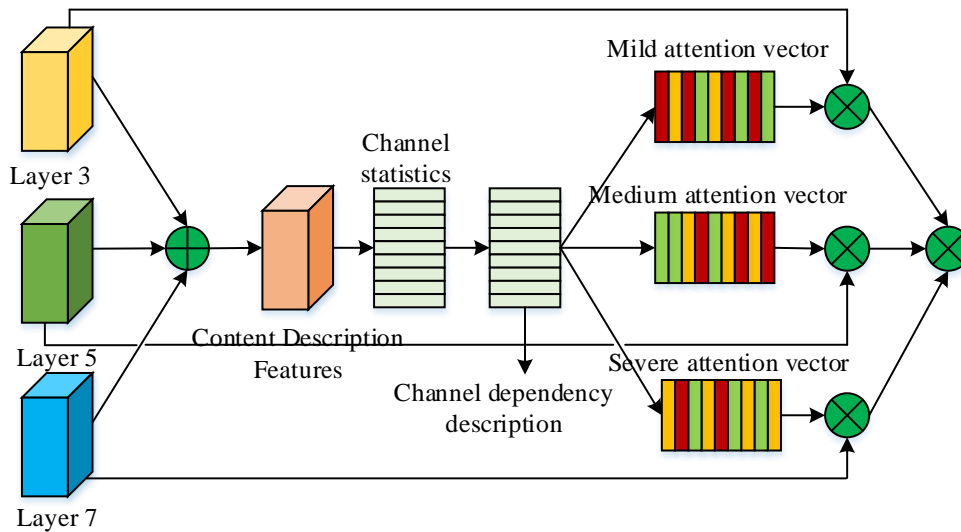 Mild attention vector
Layer 3
Channel
statistics
Medium attention vector
Content Description
Features
Layer 5
Severe attention vector
Channel dependency
description
Layer 7